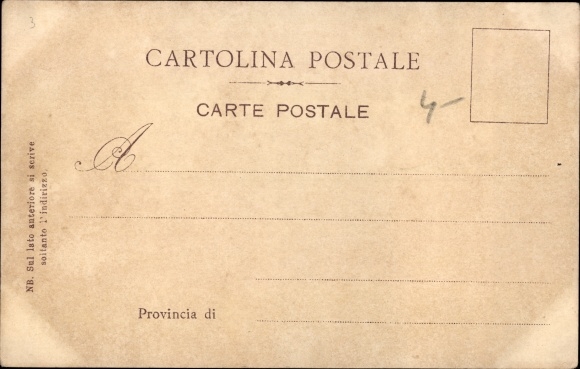 3
CARTOLINA POSTALE
CARTE POSTALE
4-
A
Provincia di
NB. Sul lato anteriore si scrive
soltanto l'indirizzo.